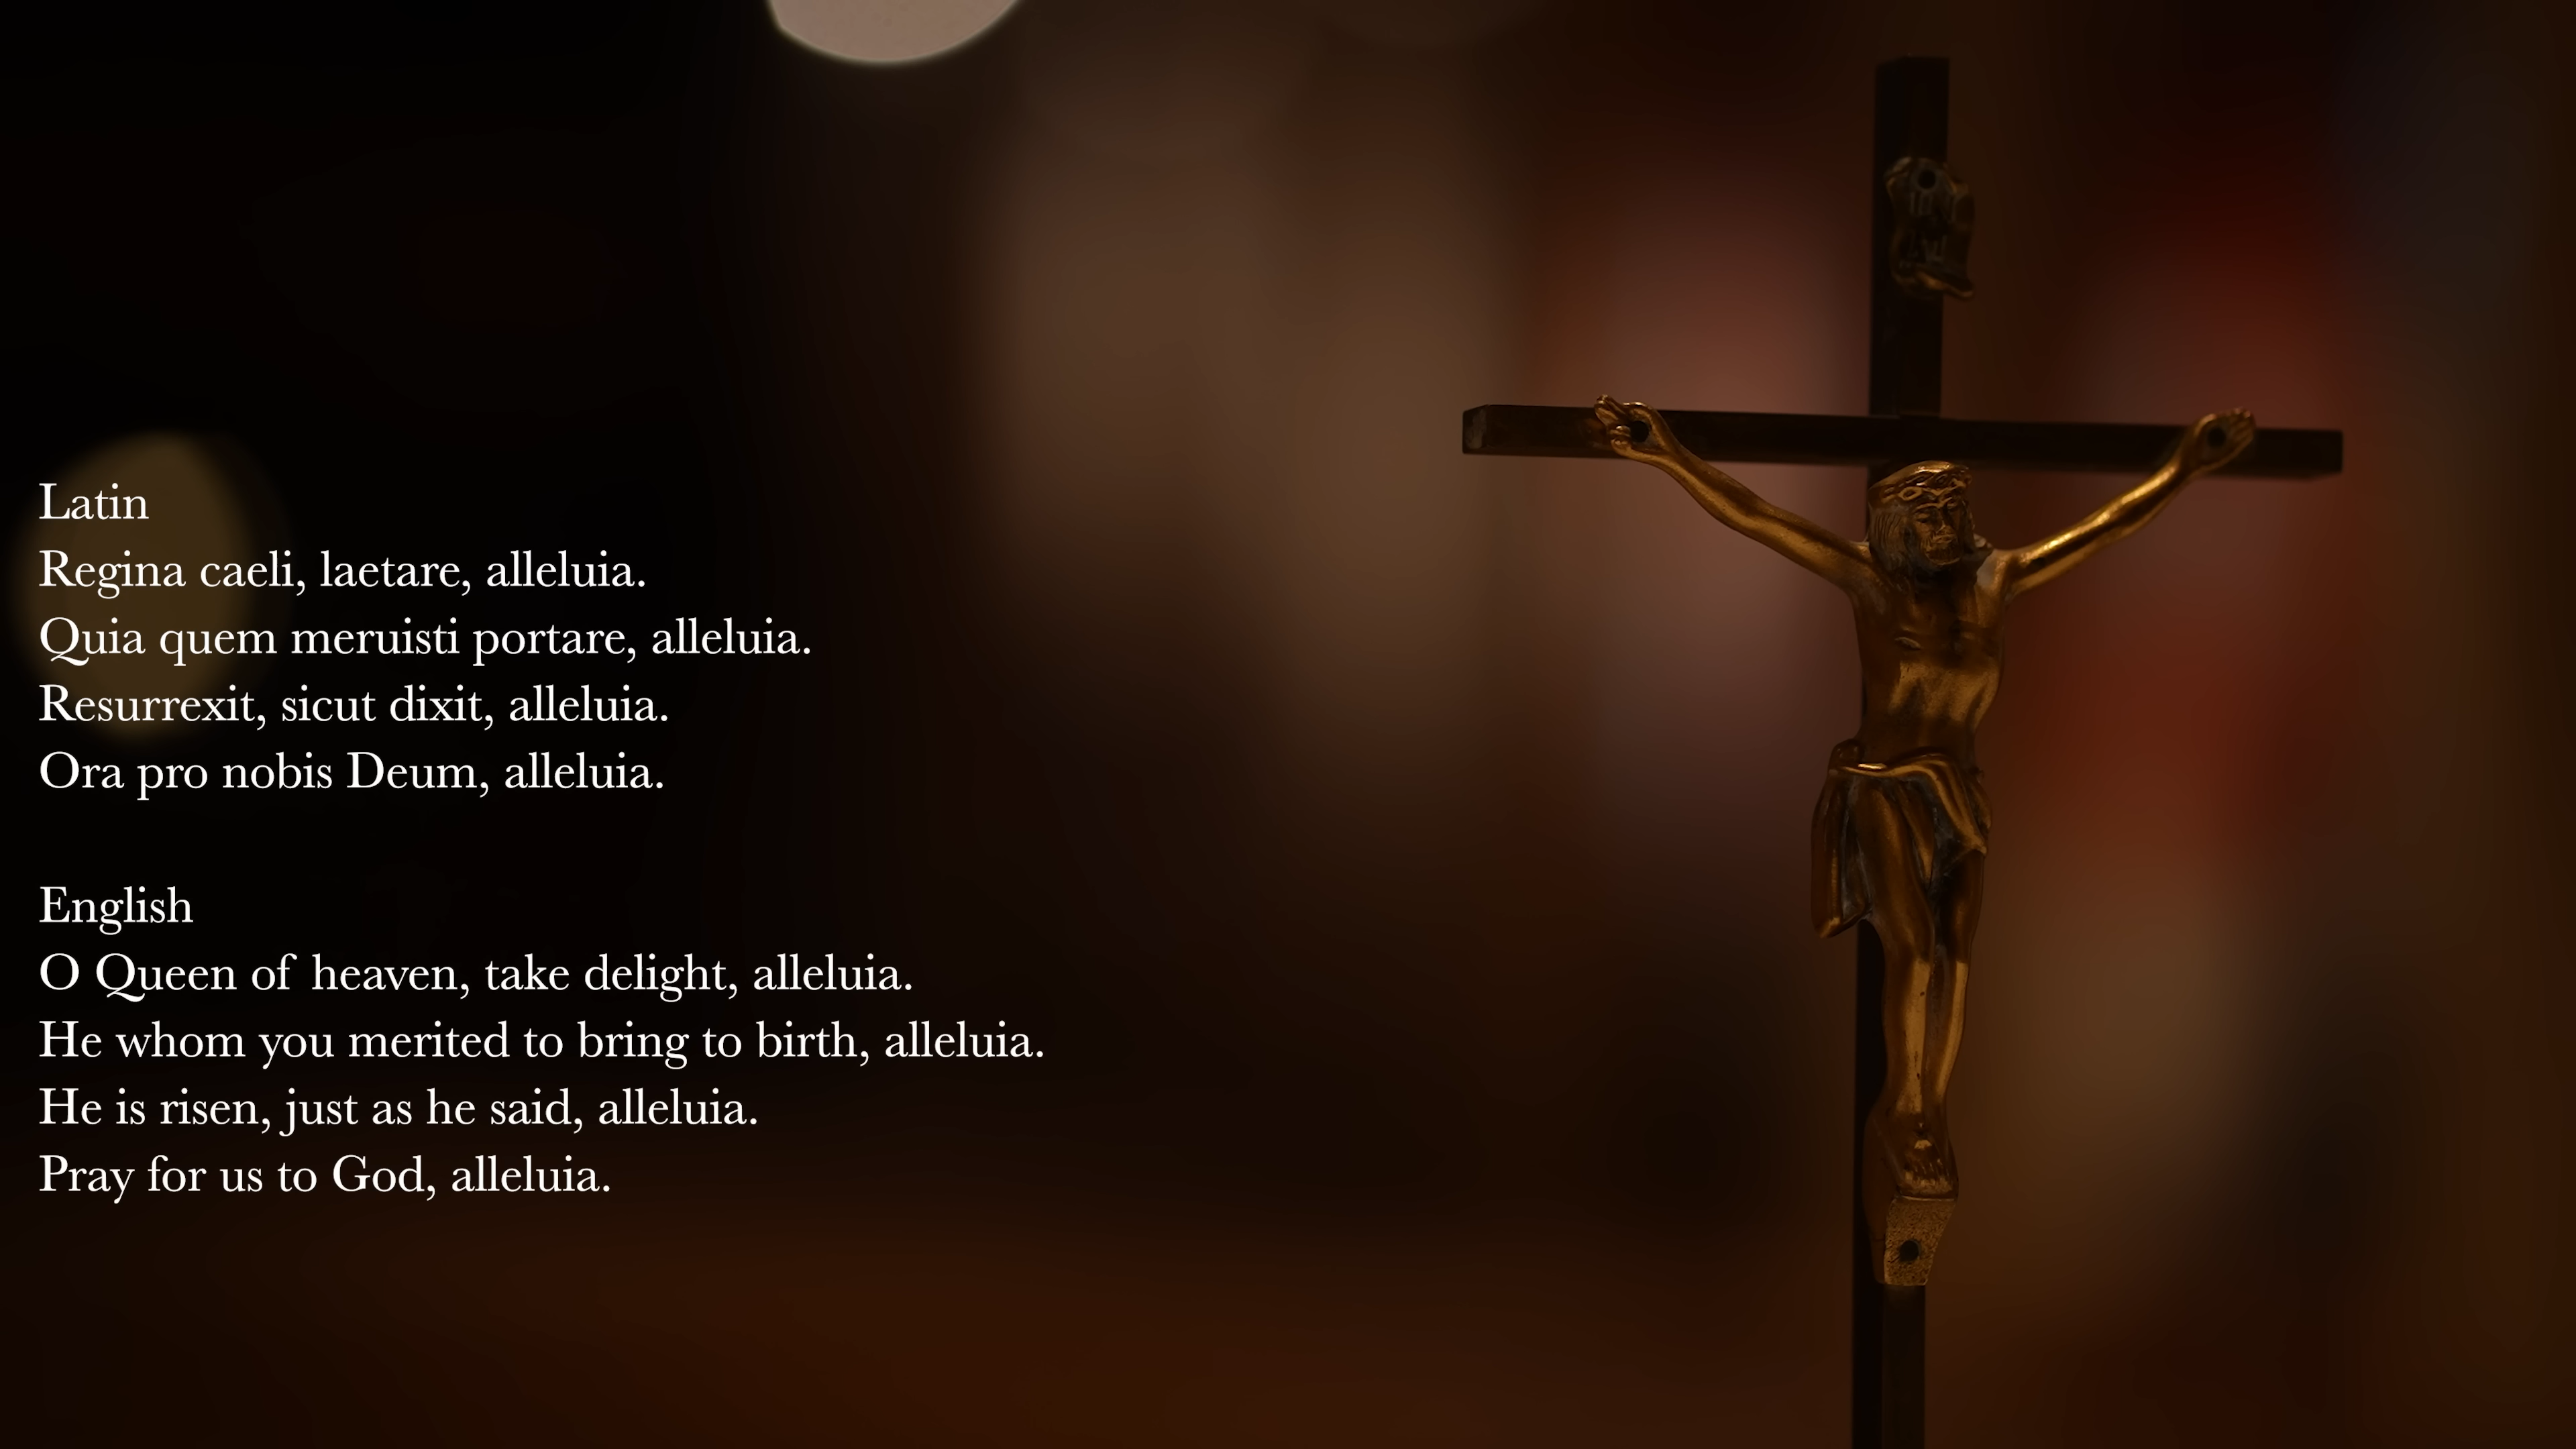 Latin
Regina caeli, laetare, alleluia.
Quia quem meruisti portare, alleluia.
Resurrexit, sicut dixit, alleluia.
Ora pro nobis Deum, alleluia.
English
O Queen of heaven, take delight, alleluia.
He whom you merited to bring to birth, alleluia.
He is risen, just as he said, alleluia.
Pray for us to God, alleluia.